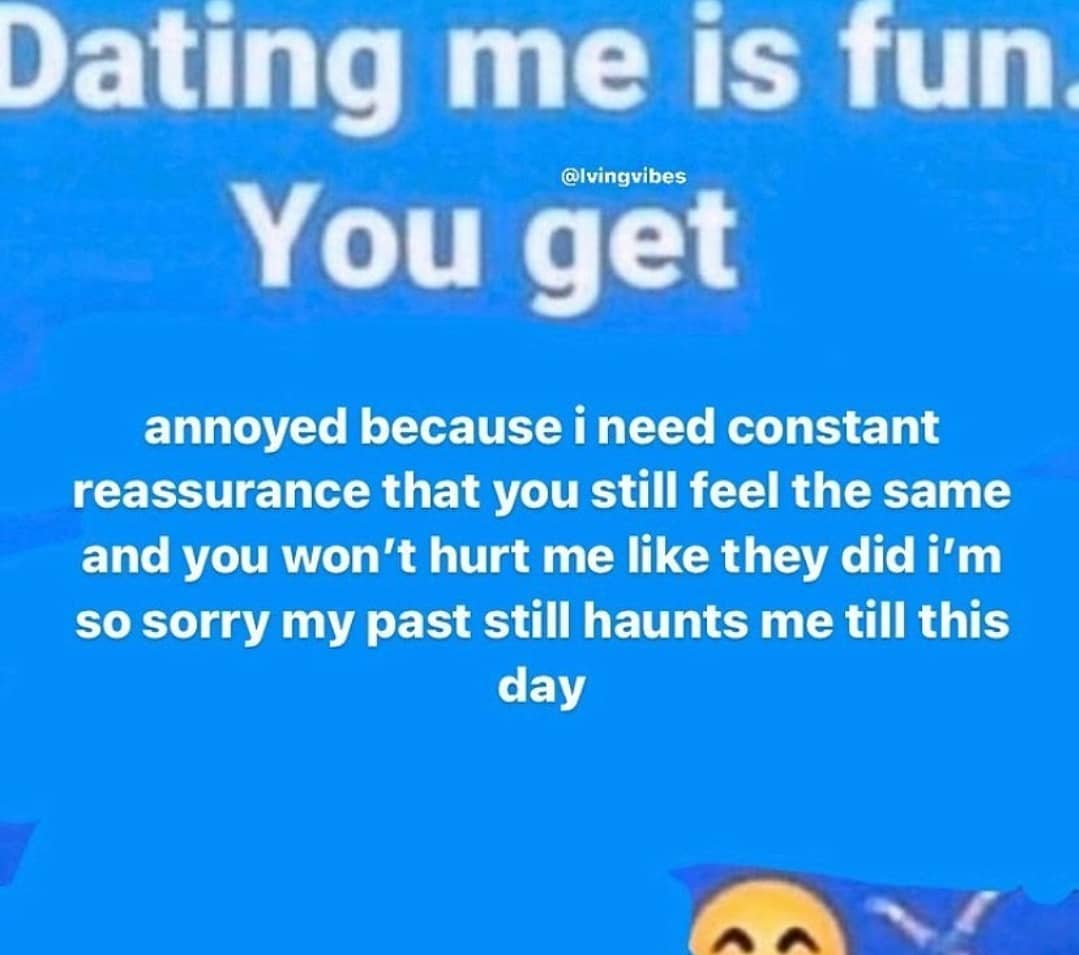 Dating me is fun.
@lvingvibes
You get
annoyed because i need constant
reassurance that you still feel the same
and you won’t hurt me like they did i’m
so sorry my past still haunts me till this
day